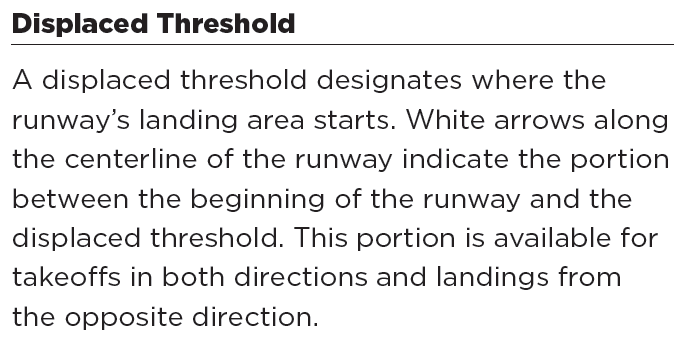 Displaced Threshold
A displaced threshold designates where the
runway’s landing area starts. White arrows along
the centerline of the runway indicate the portion
between the beginning of the runway and the
displaced threshold. This portion is available for
takeoffs in both directions and landings from
the opposite direction.